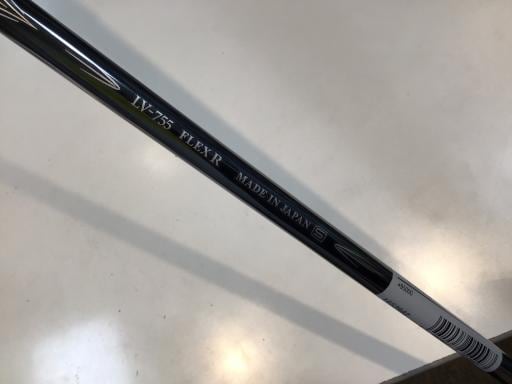 LV-755 FLEX R MADE IN JAPAN S